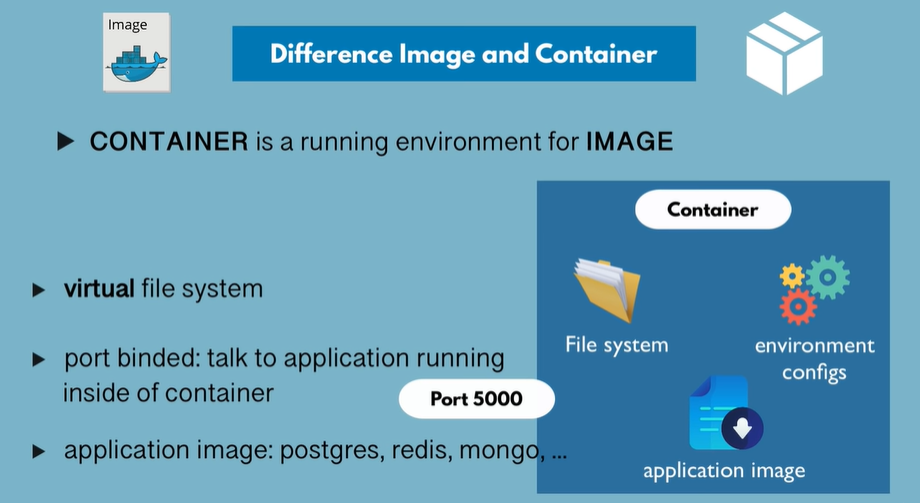 Image
Difference Image and Container
CONTAINER is a running environment for IMAGE
Container
virtual file system
File system
environment
configs
port binded: talk to application running
inside of container
Port 5000
application image: postgres, redis, mongo, ...
application image